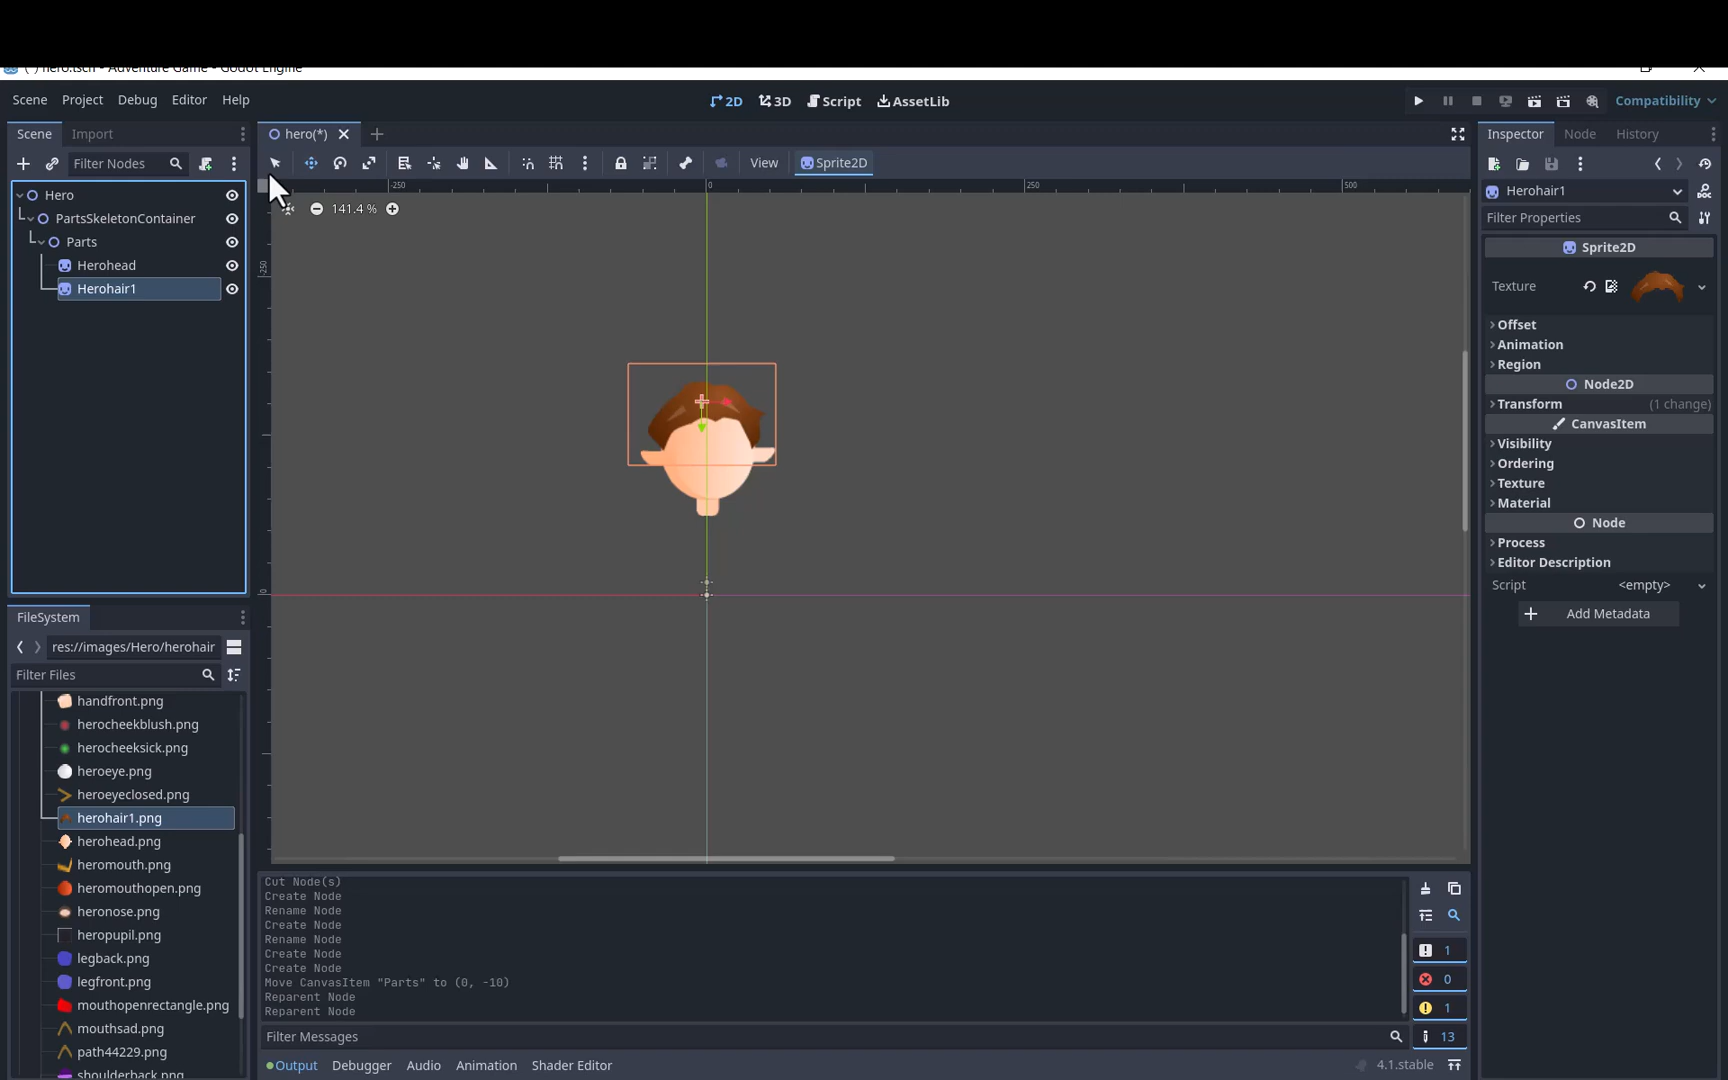 (*) hero.tscn - Adventure Game - Godot Engine
Scene Project Debug Editor Help
2D 3D Script AssetLib
Compatibility
Scene Import
hero(*)
Inspector Node History
Filter Nodes
View Sprite2D
-250 0 250 500
Hero
PartsSkeletonContainer
Parts
Herohead
Herohair1
141.4 %
-250
0
Herohair1
Filter Properties
Sprite2D
Texture
Offset
Animation
Region
Node2D
Transform (1 change)
CanvasItem
Visibility
Ordering
Texture
Material
Node
Process
Editor Description
Script <empty>
Add Metadata
FileSystem
res://images/Hero/herohair
Filter Files
handfront.png
herocheekblush.png
herocheeksick.png
heroeye.png
heroeyeclosed.png
herohair1.png
herohead.png
heromouth.png
heromouthopen.png
heronose.png
heropupil.png
legback.png
legfront.png
mouthopenrectangle.png
mouthsad.png
path44229.png
shoulderback.png
Cut Node(s)
Create Node
Rename Node
Create Node
Rename Node
Create Node
Create Node
Move CanvasItem "Parts" to (0, -10)
Reparent Node
Reparent Node
1
0
1
13
Filter Messages
Output Debugger Audio Animation Shader Editor
4.1.stable